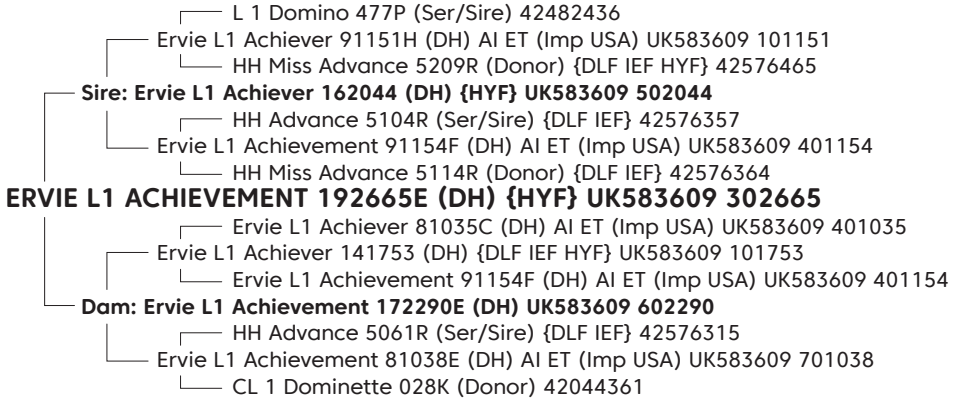 L 1 Domino 477P (Ser/Sire) 42482436
Ervie L1 Achiever 91151H (DH) AI ET (Imp USA) UK583609 101151
HH Miss Advance 5209R (Donor) {DLF IEF HYF} 42576465
Sire: Ervie L1 Achiever 162044 (DH) {HYF} UK583609 502044
HH Advance 5104R (Ser/Sire) {DLF IEF} 42576357
Ervie L1 Achievement 91154F (DH) AI ET (Imp USA) UK583609 401154
HH Miss Advance 5114R (Donor) {DLF IEF} 42576364
ERVIE L1 ACHIEVEMENT 192665E (DH) {HYF} UK583609 302665
Ervie L1 Achiever 81035C (DH) AI ET (Imp USA) UK583609 401035
Ervie L1 Achiever 141753 (DH) {DLF IEF HYF} UK583609 101753
Ervie L1 Achievement 91154F (DH) AI ET (Imp USA) UK583609 401154
Dam: Ervie L1 Achievement 172290E (DH) UK583609 602290
HH Advance 5061R (Ser/Sire) {DLF IEF} 42576315
Ervie L1 Achievement 81038E (DH) AI ET (Imp USA) UK583609 701038
CL 1 Dominette 028K (Donor) 42044361